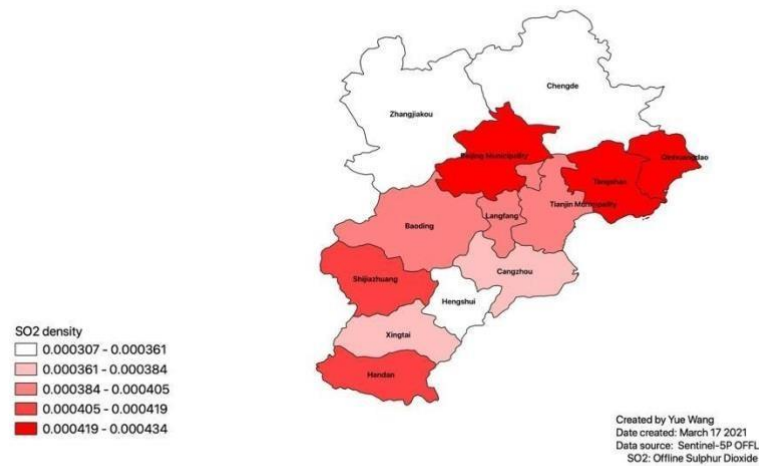 Chengde
Zhangjiakou
Beijing Municipality
Qinhuangdao
Tangshan
Tianjin Municipality
Langfang
Baoding
Cangzhou
Shijiazhuang
Hengshui
Xingtai
Handan
SO2 density
0.000307 - 0.000361
0.000361 - 0.000384
0.000384 - 0.000405
0.000405 - 0.000419
0.000419 - 0.000434
Created by Yue Wang
Date created: March 17 2021
Data source: Sentinel-5P OFFL
SO2: Offline Sulphur Dioxide